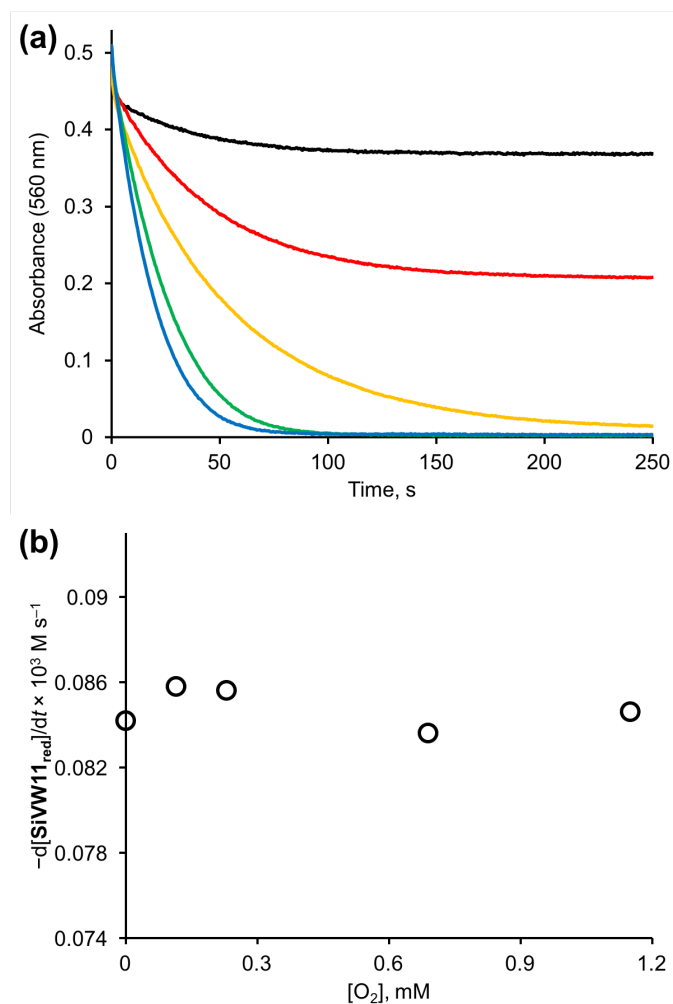 (a)
Absorbance (560 nm)
0.5
0.4
0.3
0.2
0.1
0
0 50 100 150 200 250
Time, s
(b)
–d[SiVW11red]/dt × 10³ M s⁻¹
0.09
0.086
0.082
0.078
0.074
0 0.3 0.6 0.9 1.2
[O₂], mM